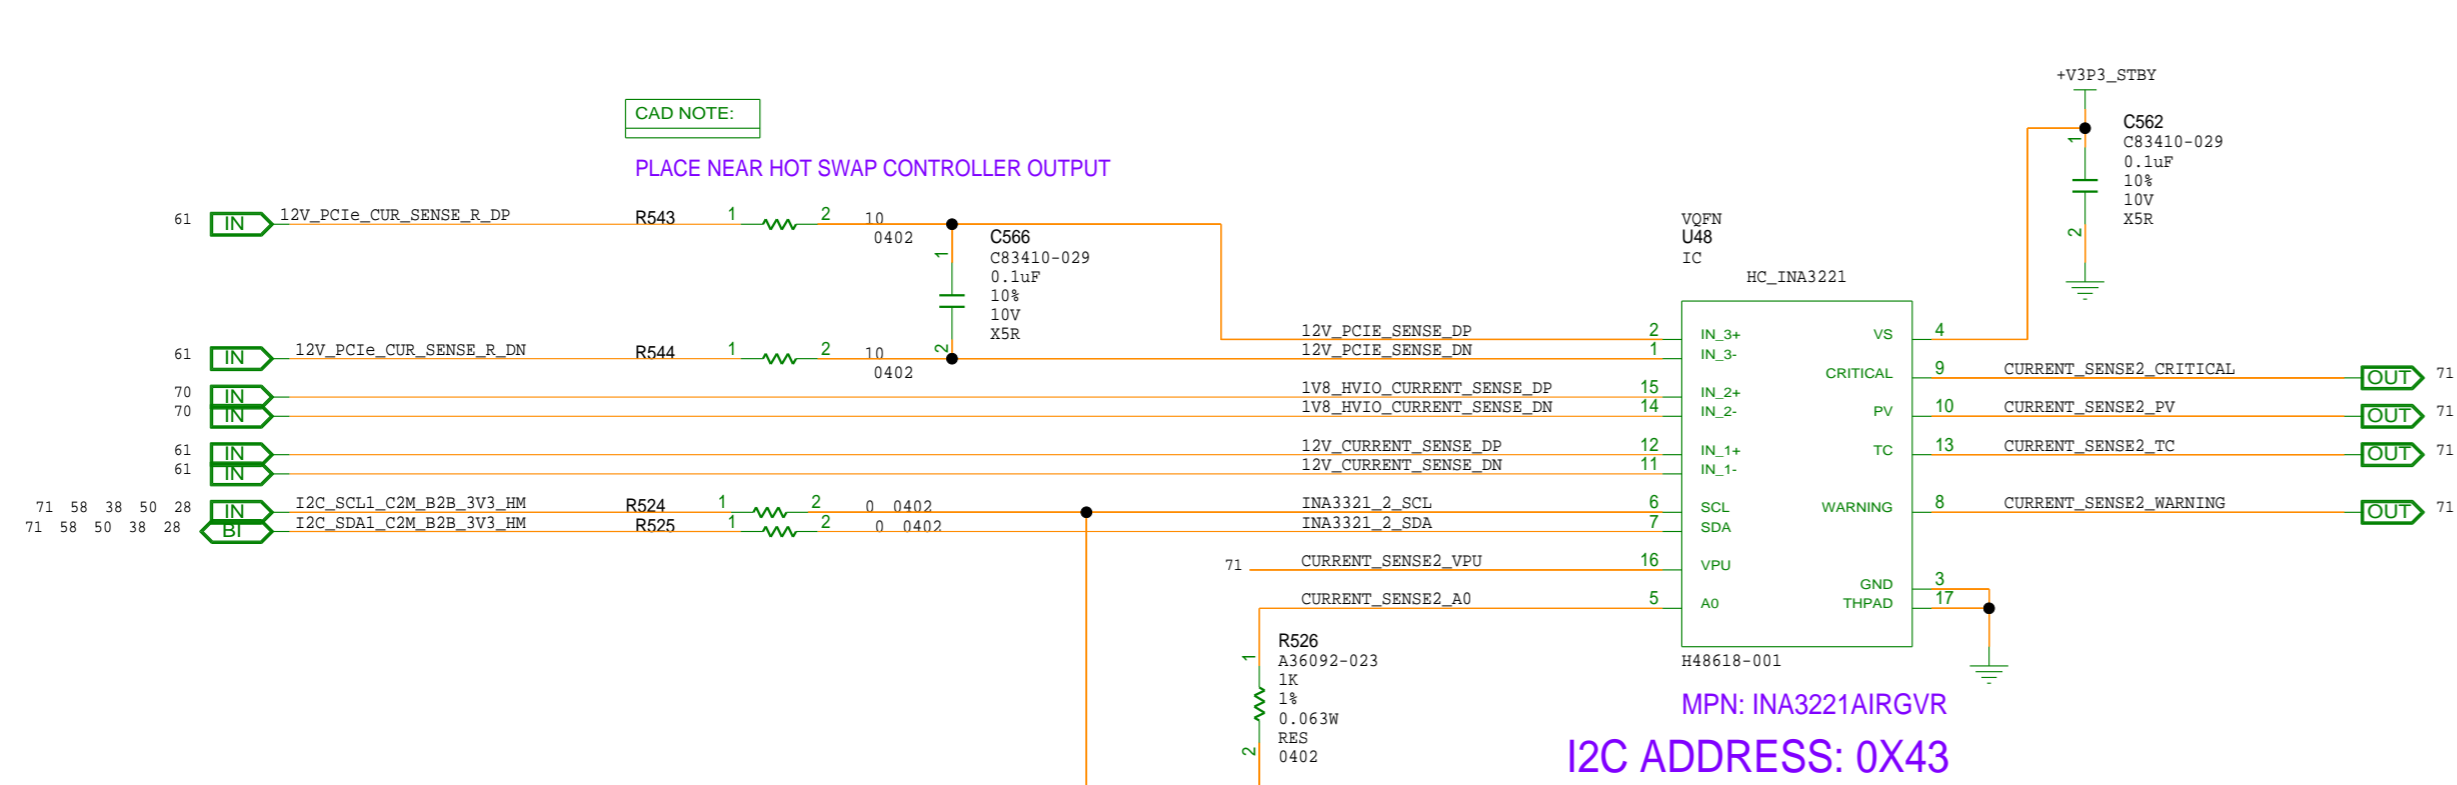 +V3P3_STBY
CAD NOTE:
PLACE NEAR HOT SWAP CONTROLLER OUTPUT
C562
C83410-029
0.1uF
10%
10V
X5R
1
2
61 IN 12V_PCIe_CUR_SENSE_R_DP R543 1 2 10
0402
C566
C83410-029
0.1uF
10%
10V
X5R
1
2
61 IN 12V_PCIe_CUR_SENSE_R_DN R544 1 2 10
0402
VQFN
U48
IC
HC_INA3221
12V_PCIE_SENSE_DP 2 IN_3+
12V_PCIE_SENSE_DN 1 IN_3-
70 IN 1V8_HVIO_CURRENT_SENSE_DP 15 IN_2+
70 IN 1V8_HVIO_CURRENT_SENSE_DN 14 IN_2-
61 IN 12V_CURRENT_SENSE_DP 12 IN_1+
61 IN 12V_CURRENT_SENSE_DN 11 IN_1-
71 58 38 50 28 IN I2C_SCL1_C2M_B2B_3V3_HM R524 1 2 0 0402 INA3321_2_SCL 6 SCL
71 58 50 38 28 BI I2C_SDA1_C2M_B2B_3V3_HM R525 1 2 0 0402 INA3321_2_SDA 7 SDA
71 CURRENT_SENSE2_VPU 16 VPU
CURRENT_SENSE2_A0 5 A0
VS 4
CRITICAL 9 CURRENT_SENSE2_CRITICAL OUT 71
PV 10 CURRENT_SENSE2_PV OUT 71
TC 13 CURRENT_SENSE2_TC OUT 71
WARNING 8 CURRENT_SENSE2_WARNING OUT 71
GND 3
THPAD 17
R526
A36092-023
1K
1%
0.063W
RES
0402
1
2
H48618-001
MPN: INA3221AIRGVR
I2C ADDRESS: 0X43